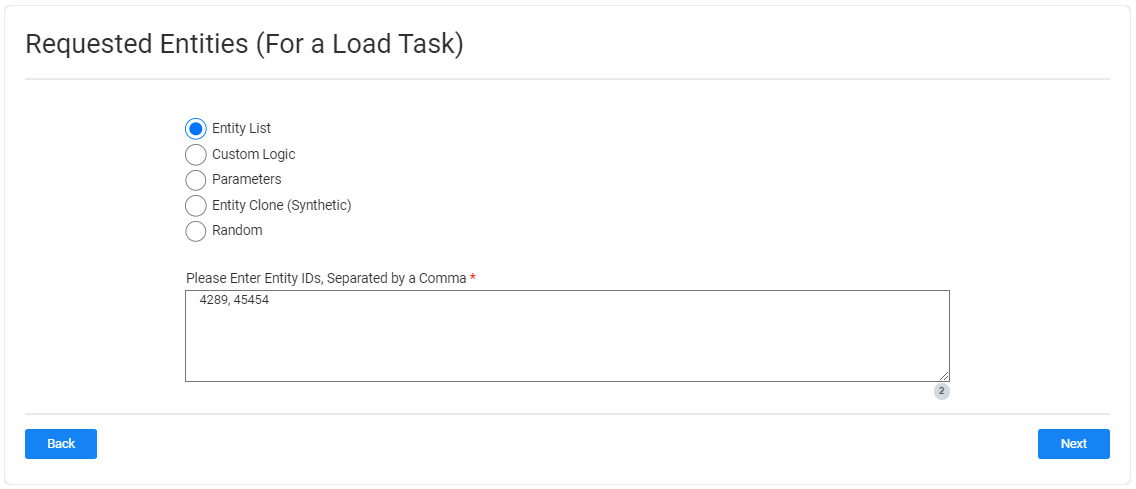 Requested Entities (For a Load Task)
Entity List
Custom Logic
Parameters
Entity Clone (Synthetic)
Random
Please Enter Entity IDs, Separated by a Comma *
4289, 45454
2
Back
Next